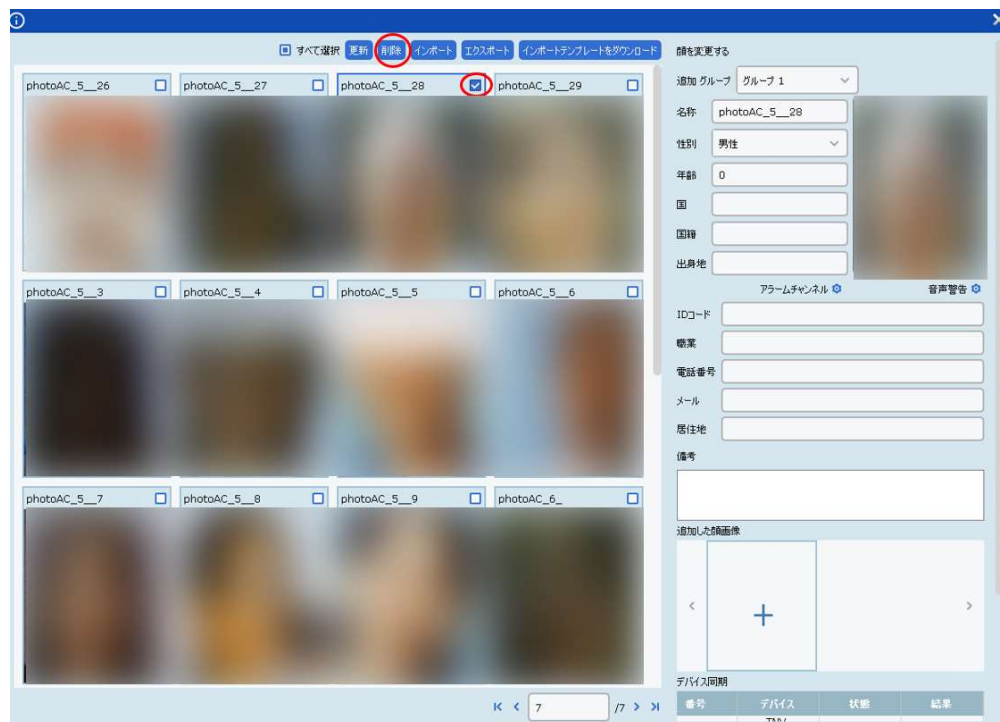 すべて選択 更新 削除 インポート エクスポート インポートテンプレートをダウンロード
photoAC_5__26
photoAC_5__27
photoAC_5__28
photoAC_5__29
photoAC_5__3
photoAC_5__4
photoAC_5__5
photoAC_5__6
photoAC_5__7
photoAC_5__8
photoAC_5__9
photoAC_6_
7 /7
顔を変更する
追加 グループ グループ 1
名称 photoAC_5__28
性別 男性
年齢 0
国
国籍
出身地
アラームチャンネル 音声警告
IDコード
職業
電話番号
メール
居住地
備考
追加した顔画像
デバイス同期
番号 デバイス 状態 結果